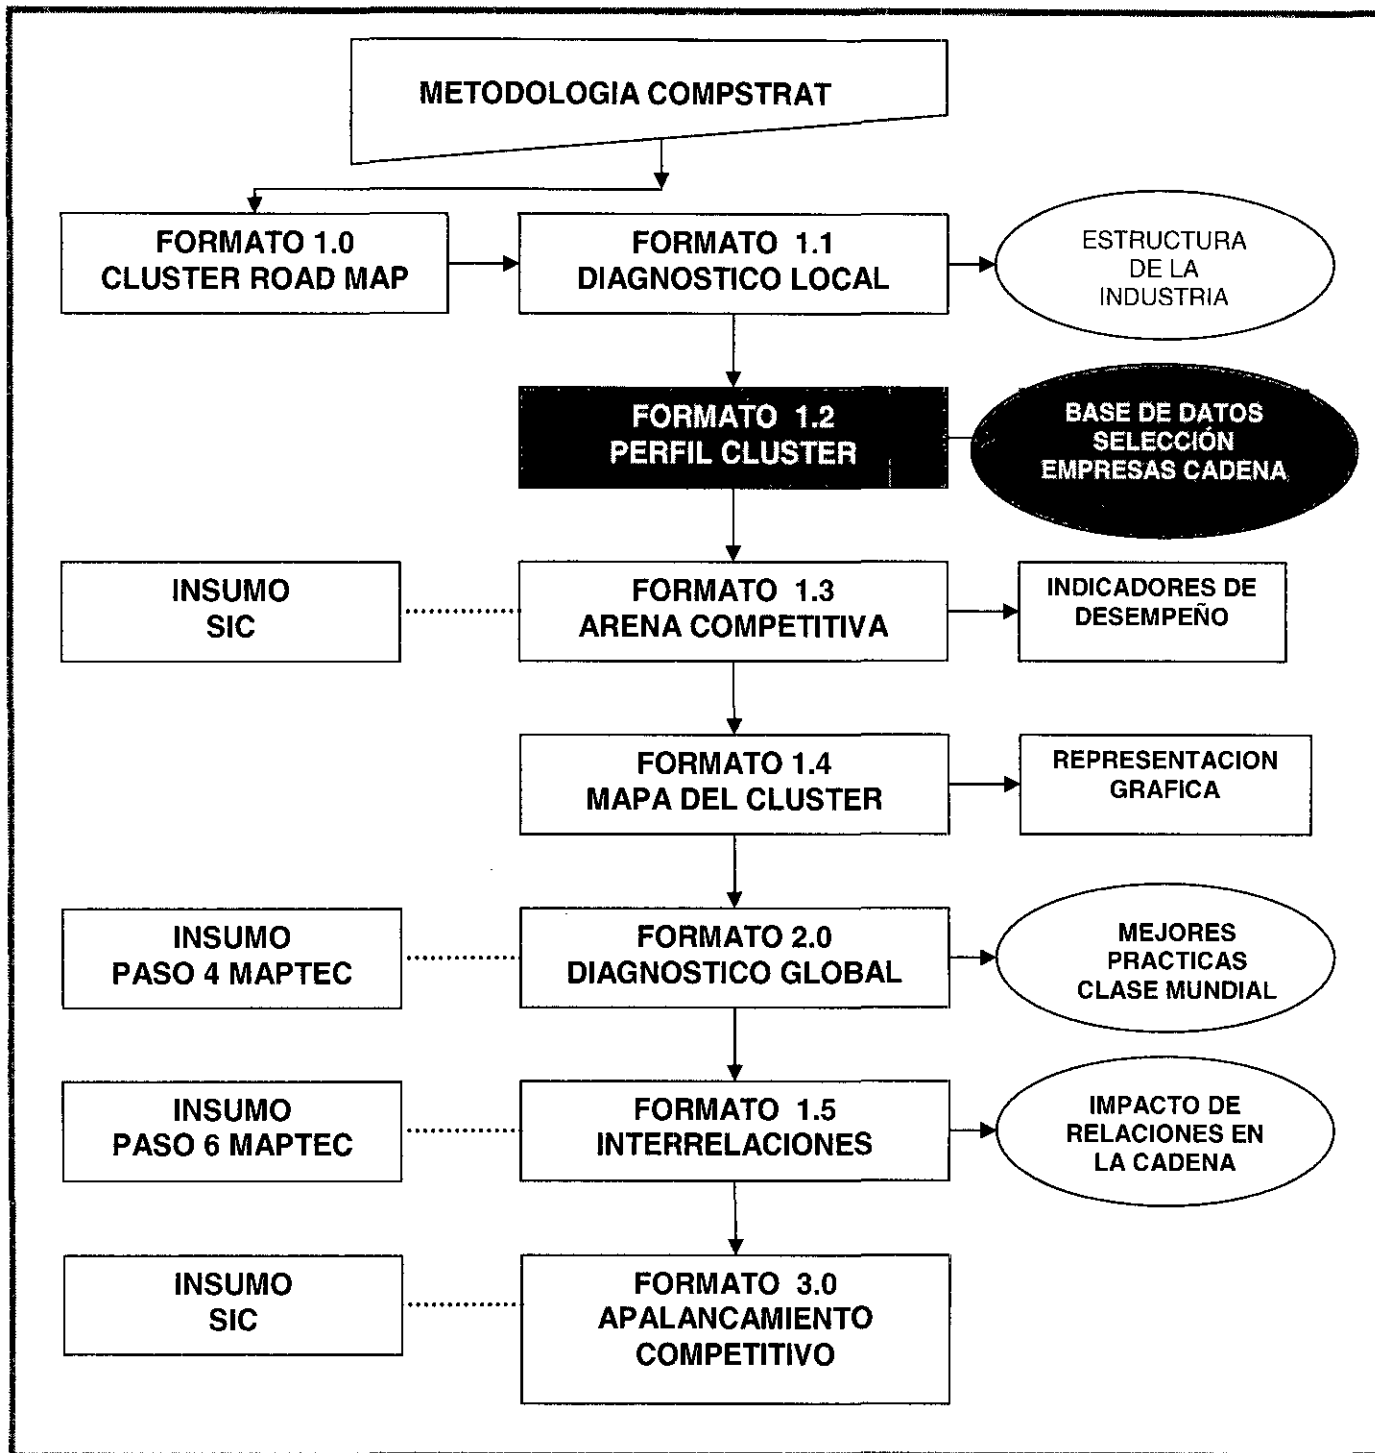 METODOLOGIA COMPSTRAT
FORMATO 1.0
CLUSTER ROAD MAP
FORMATO 1.1
DIAGNOSTICO LOCAL
ESTRUCTURA
DE LA
INDUSTRIA
FORMATO 1.2
PERFIL CLUSTER
BASE DE DATOS
SELECCIÓN
EMPRESAS CADENA
INSUMO
SIC
FORMATO 1.3
ARENA COMPETITIVA
INDICADORES DE
DESEMPEÑO
FORMATO 1.4
MAPA DEL CLUSTER
REPRESENTACION
GRAFICA
INSUMO
PASO 4 MAPTEC
FORMATO 2.0
DIAGNOSTICO GLOBAL
MEJORES
PRACTICAS
CLASE MUNDIAL
INSUMO
PASO 6 MAPTEC
FORMATO 1.5
INTERRELACIONES
IMPACTO DE
RELACIONES EN
LA CADENA
INSUMO
SIC
FORMATO 3.0
APALANCAMIENTO
COMPETITIVO